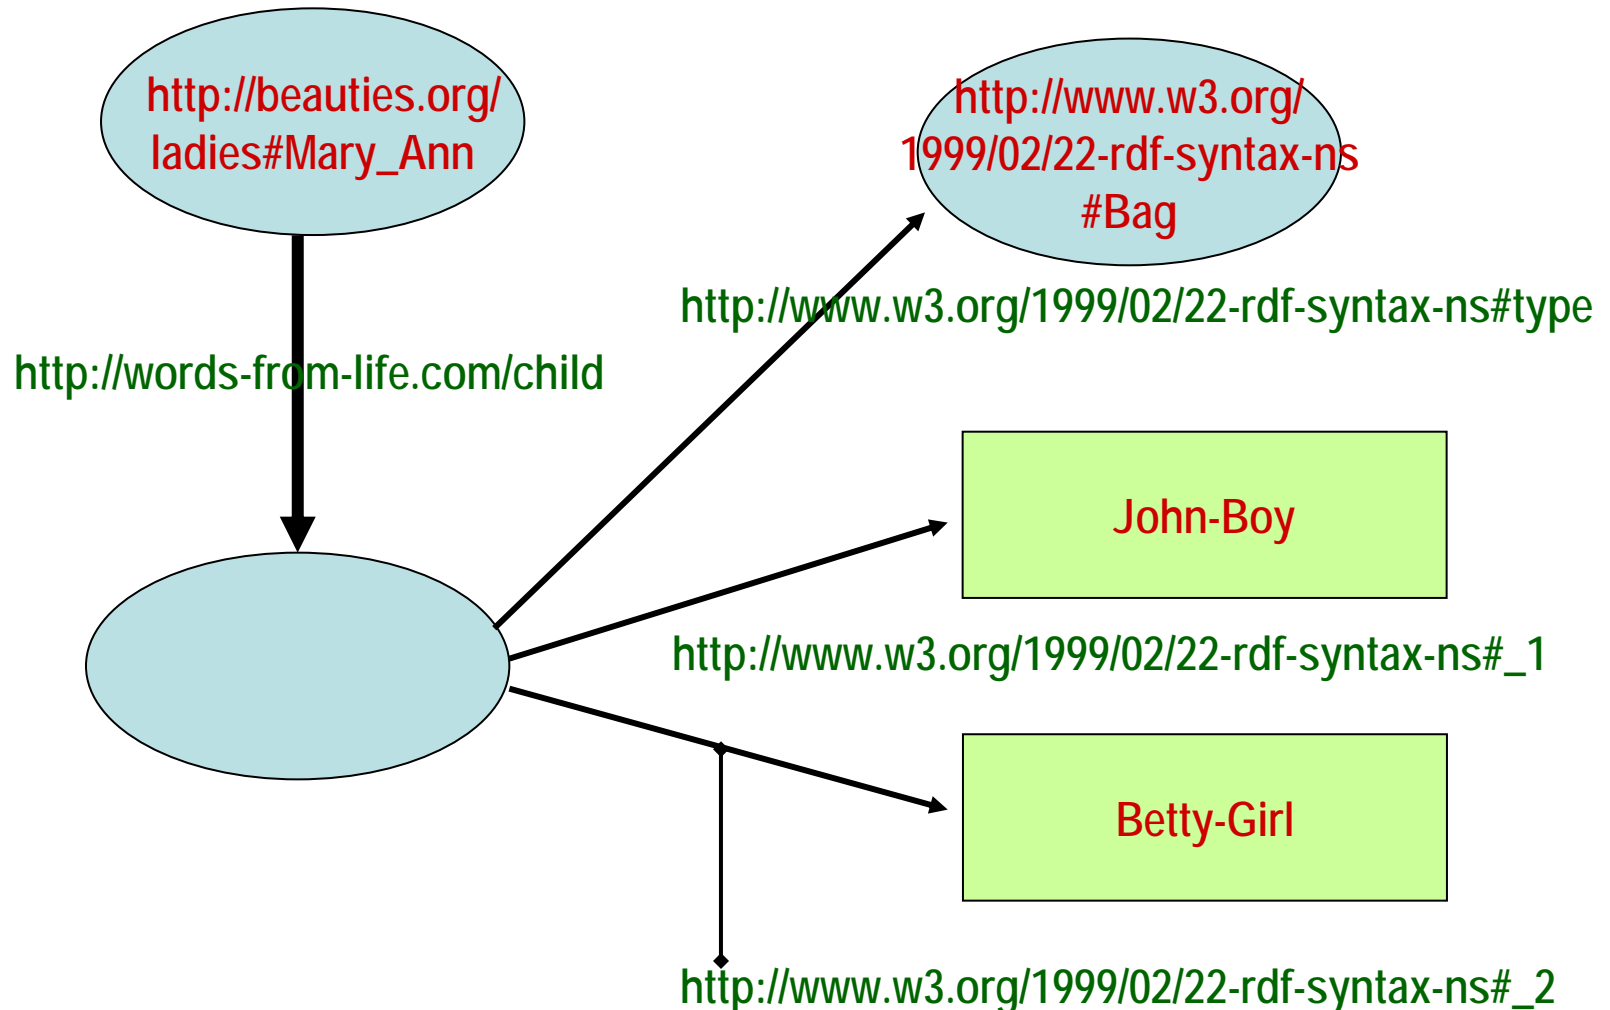 http://beauties.org/
ladies#Mary_Ann
http://www.w3.org/
1999/02/22-rdf-syntax-ns
#Bag
http://www.w3.org/1999/02/22-rdf-syntax-ns#type
http://words-from-life.com/child
John-Boy
http://www.w3.org/1999/02/22-rdf-syntax-ns#_1
Betty-Girl
http://www.w3.org/1999/02/22-rdf-syntax-ns#_2